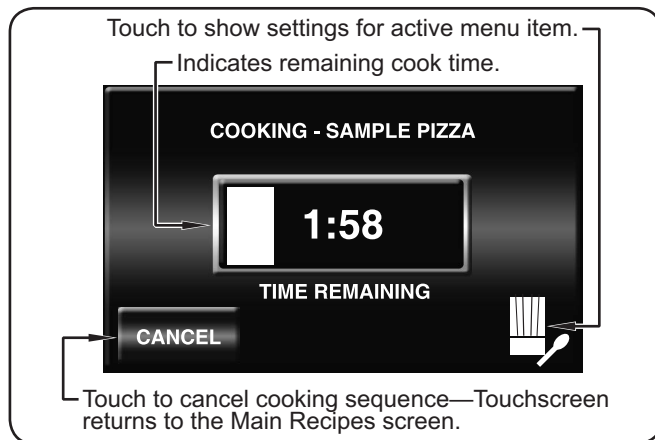 Touch to show settings for active menu item.
Indicates remaining cook time.
COOKING - SAMPLE PIZZA
1:58
TIME REMAINING
CANCEL
Touch to cancel cooking sequence—Touchscreen
returns to the Main Recipes screen.